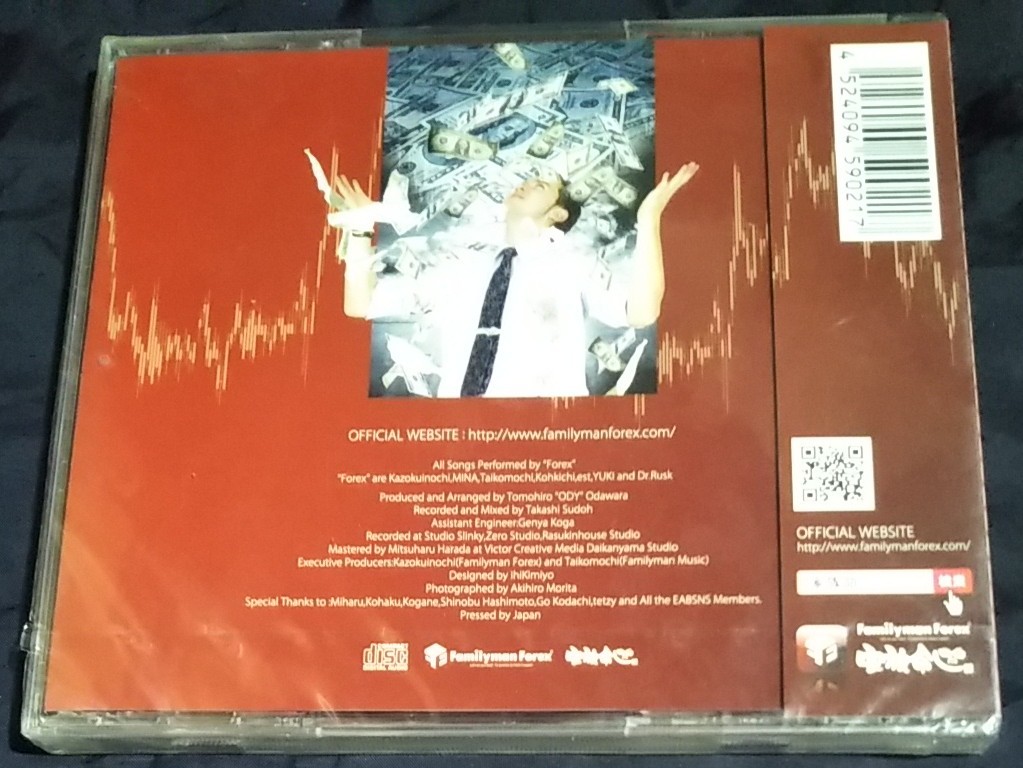 OFFICIAL WEBSITE : http://www.familymanforex.com/
All Songs Performed by "Forex"
"Forex" are Kazokuinochi,MINA,Taikomochi,Kohkichi,est,YUKI and Dr.Rusk
Produced and Arranged by Tomohiro "ODY" Odawara
Recorded and Mixed by Takashi Sudoh
Assistant Engineer:Genya Koga
Recorded at Studio Slinky,Zero Studio,Rasukinhouse Studio
Mastered by Mitsuharu Harada at Victor Creative Media Daikanyama Studio
Executive Producers:Kazokuinochi(Familyman Forex) and Taikomochi(Familyman Music)
Designed by ihiKimiyo
Photographed by Akihiro Morita
Special Thanks to :Miharu,Kohaku,Kogane,Shinobu Hashimoto,Go Kodachi,tetzy and All the EABSNS Members.
Pressed by Japan
COMPACT disc DIGITAL AUDIO
Familyman Forex
4 524094 590217
OFFICIAL WEBSITE
http://www.familymanforex.com/
検索
Familyman Forex